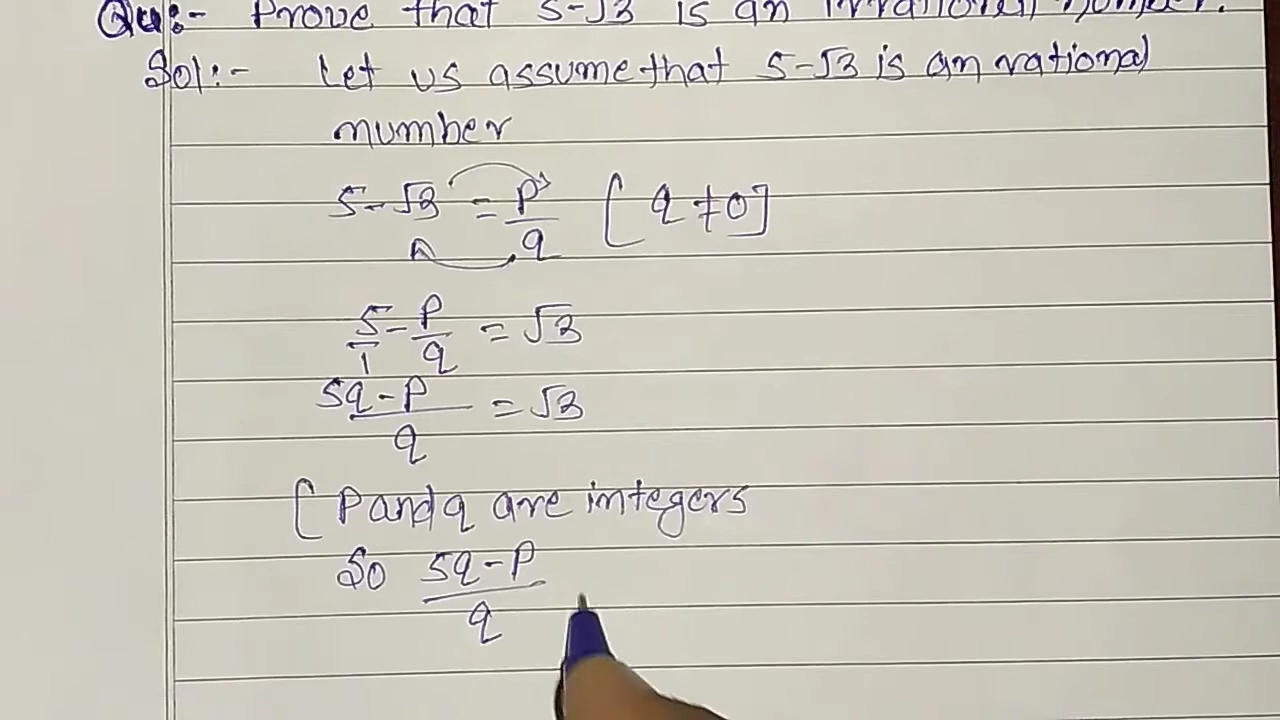 Qu:- Prove that 5-√3 is an irrational number.
Sol:- Let us assume that 5-√3 is an rational
number
5-√3 = P/q [q≠0]
5/1 - P/q = √3
5q-P/q = √3
[P and q are integers
So 5q-P/q